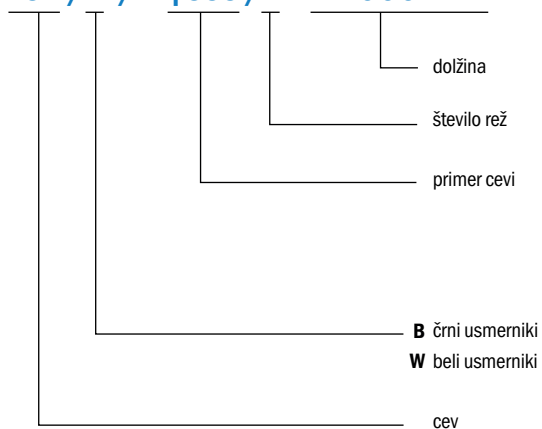 dolžina
število rež
primer cevi
B črni usmerniki
W beli usmerniki
cev